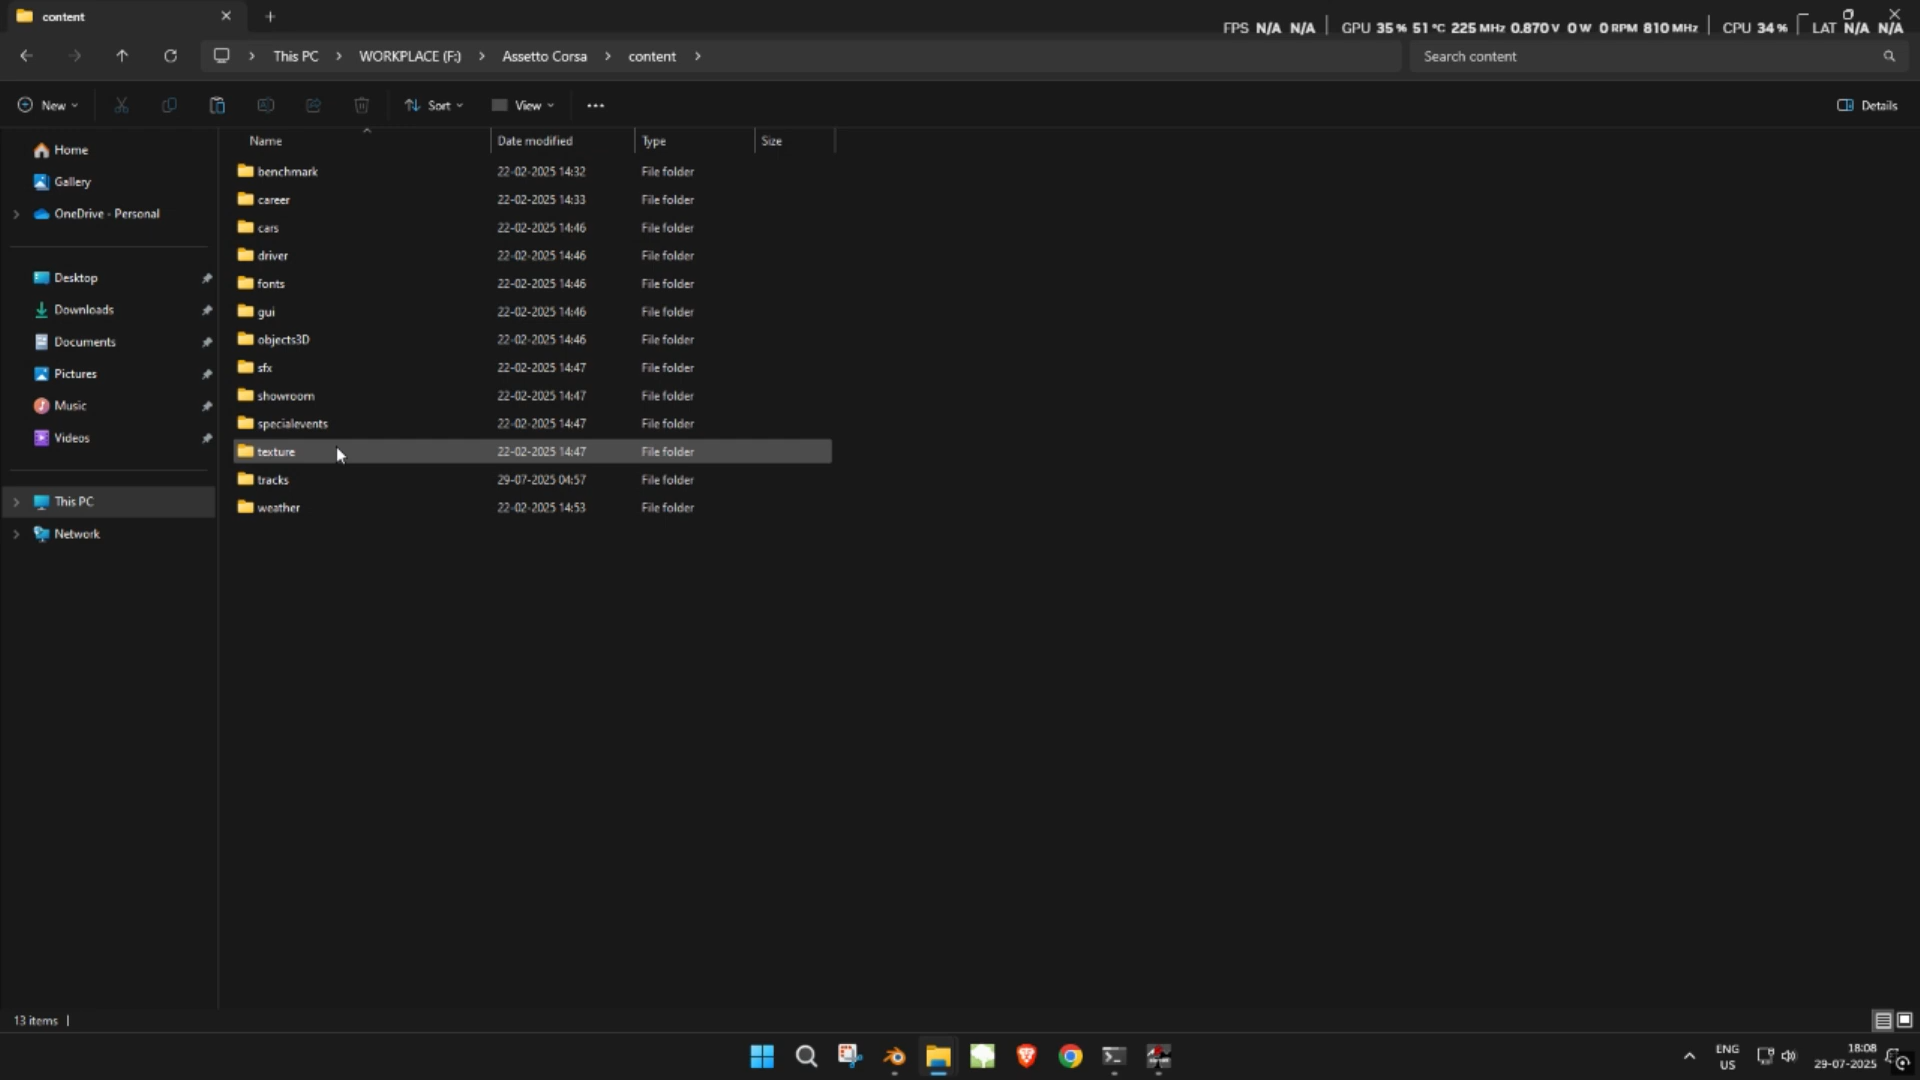 content
FPS N/A N/A GPU 35 % 51 °C 225 MHz 0.870 V 0 W 0 RPM 810 MHz CPU 34 % LAT N/A N/A
This PC > WORKPLACE (F:) > Assetto Corsa > content >
Search content
New
Sort
View
Details
Name
Date modified
Type
Size
Home
Gallery
OneDrive - Personal
Desktop
Downloads
Documents
Pictures
Music
Videos
This PC
Network
benchmark 22-02-2025 14:32 File folder
career 22-02-2025 14:33 File folder
cars 22-02-2025 14:46 File folder
driver 22-02-2025 14:46 File folder
fonts 22-02-2025 14:46 File folder
gui 22-02-2025 14:46 File folder
objects3D 22-02-2025 14:46 File folder
sfx 22-02-2025 14:47 File folder
showroom 22-02-2025 14:47 File folder
specialevents 22-02-2025 14:47 File folder
texture 22-02-2025 14:47 File folder
tracks 29-07-2025 04:57 File folder
weather 22-02-2025 14:53 File folder
13 items
ENG
US
18:08
29-07-2025